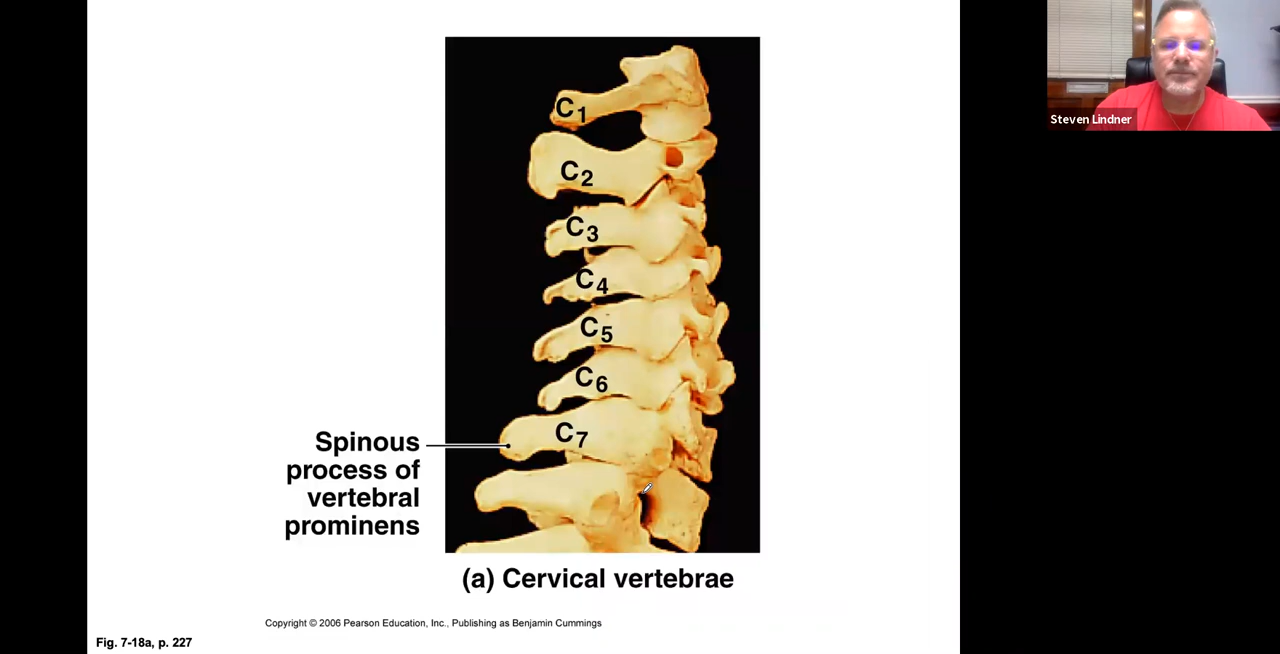 Steven Lindner
C1
C2
C3
C4
C5
C6
C7
Spinous
process of
vertebral
prominens
(a) Cervical vertebrae
Copyright © 2006 Pearson Education, Inc., Publishing as Benjamin Cummings
Fig. 7-18a, p. 227